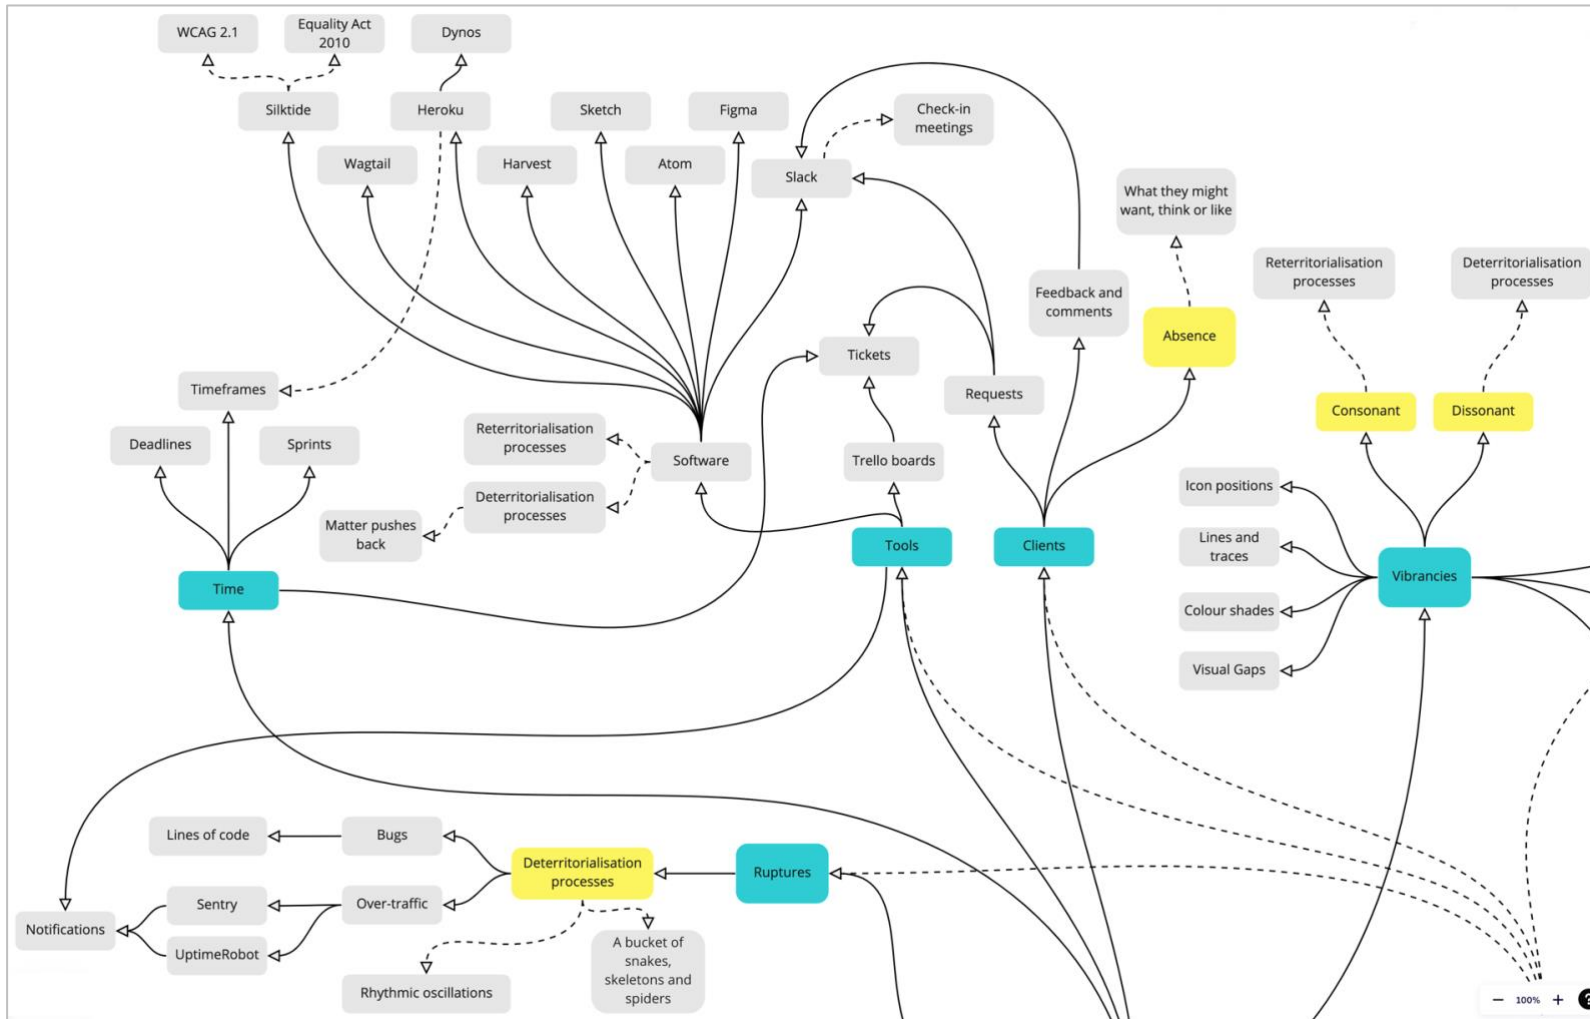 WCAG 2.1
Equality Act
2010
Dynos
Silktide
Heroku
Sketch
Figma
Check-in
meetings
Wagtail
Harvest
Atom
Slack
What they might
want, think or like
Reterritorialisation
processes
Deterritorialisation
processes
Feedback and
comments
Absence
Tickets
Timeframes
Requests
Consonant
Dissonant
Deadlines
Sprints
Reterritorialisation
processes
Software
Trello boards
Deterritorialisation
processes
Matter pushes
back
Icon positions
Lines and
traces
Tools
Clients
Vibrancies
Time
Colour shades
Visual Gaps
Lines of code
Bugs
Deterritorialisation
processes
Ruptures
Sentry
Over-traffic
Notifications
UptimeRobot
A bucket of
snakes,
skeletons and
spiders
Rhythmic oscillations
− 100% + ?